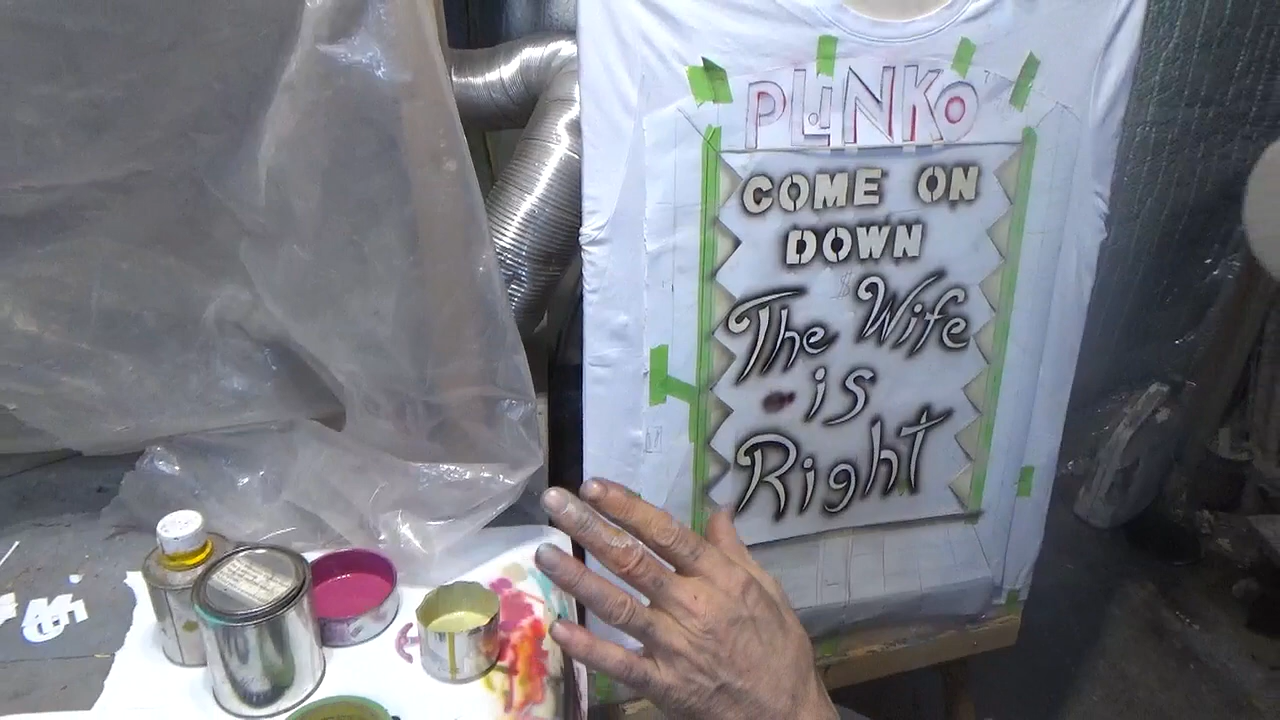 PLiNKO
COME ON
DOWN
The Wife
is
Right